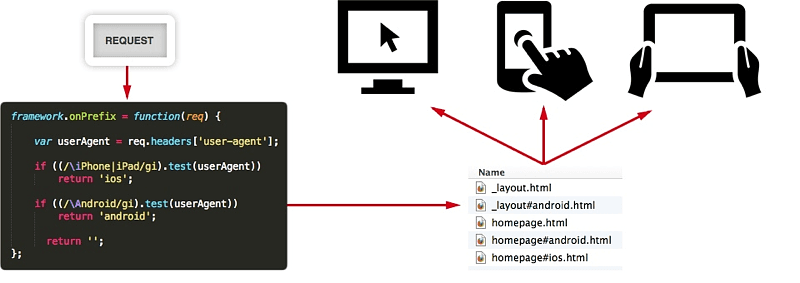 REQUEST
framework.onPrefix = function(req) {
var userAgent = req.headers['user-agent'];
if ((/\iPhone|iPad/gi).test(userAgent))
return 'ios';
if ((/\Android/gi).test(userAgent))
return 'android';
return '';
};
Name
_layout.html
_layout#android.html
homepage.html
homepage#android.html
homepage#ios.html